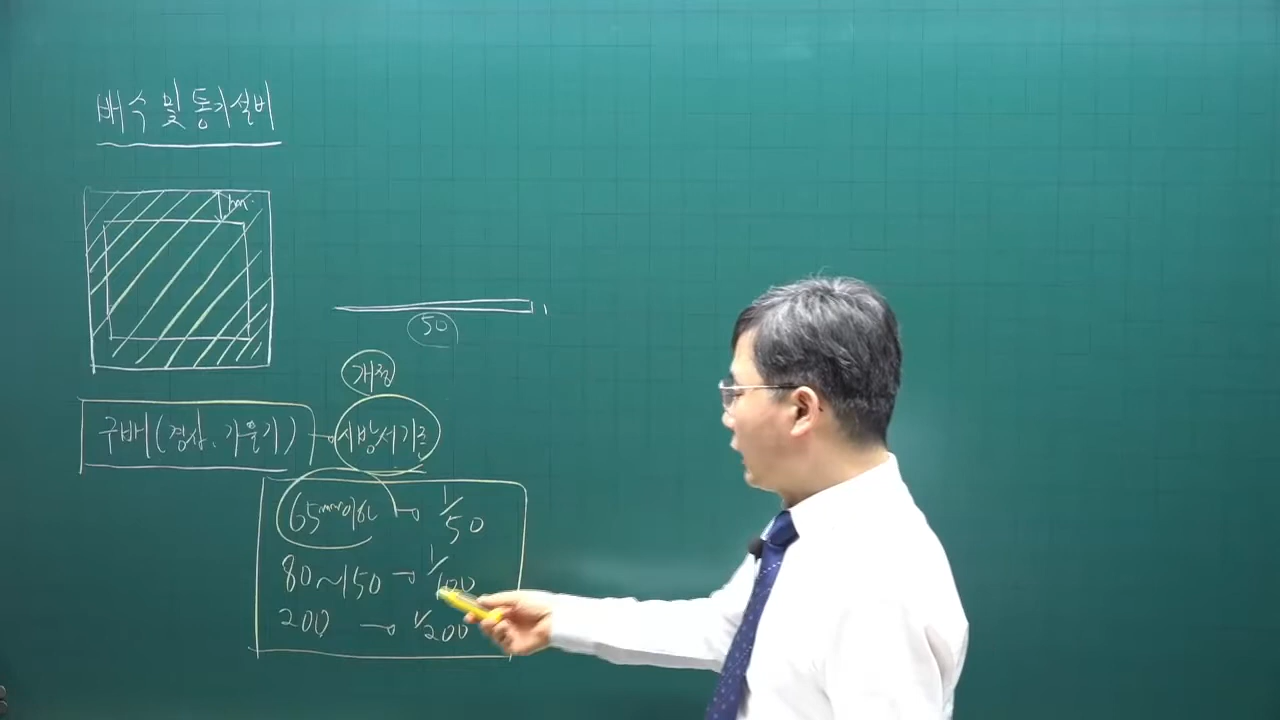 배수 및 통기설비
1m
50 1
개정
구배(경사, 기울기) → 시방서기준
65mm이하 → 1/50
80~150 → 1/100
200 → 1/200